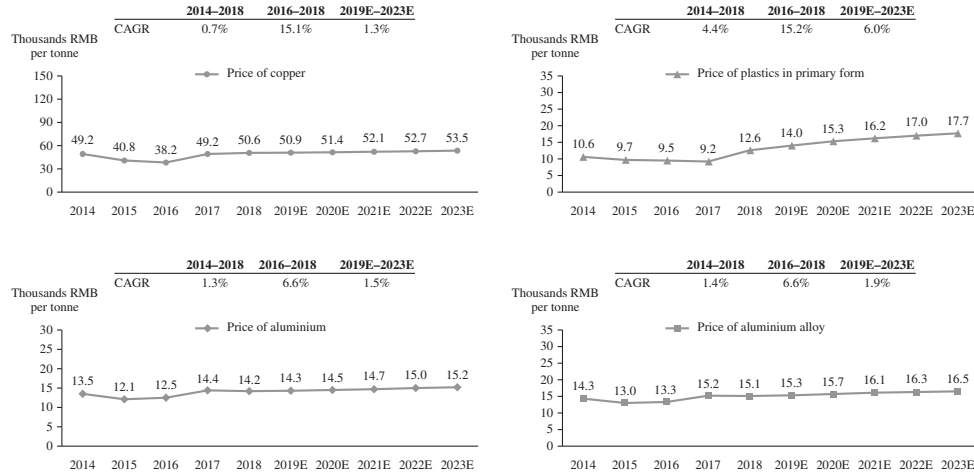 2014–2018 2016–2018 2019E–2023E
CAGR 0.7% 15.1% 1.3%
Thousands RMB
per tonne
Price of copper
150
120
90
60
30
0
49.2 40.8 38.2 49.2 50.6 50.9 51.4 52.1 52.7 53.5
2014 2015 2016 2017 2018 2019E 2020E 2021E 2022E 2023E
2014–2018 2016–2018 2019E–2023E
CAGR 4.4% 15.2% 6.0%
Thousands RMB
per tonne
Price of plastics in primary form
35
30
25
20
15
10
5
0
10.6 9.7 9.5 9.2 12.6 14.0 15.3 16.2 17.0 17.7
2014 2015 2016 2017 2018 2019E 2020E 2021E 2022E 2023E
2014–2018 2016–2018 2019E–2023E
CAGR 1.3% 6.6% 1.5%
Thousands RMB
per tonne
Price of aluminium
30
25
20
15
10
5
0
13.5 12.1 12.5 14.4 14.2 14.3 14.5 14.7 15.0 15.2
2014 2015 2016 2017 2018 2019E 2020E 2021E 2022E 2023E
2014–2018 2016–2018 2019E–2023E
CAGR 1.4% 6.6% 1.9%
Thousands RMB
per tonne
Price of aluminium alloy
35
30
25
20
15
10
5
0
14.3 13.0 13.3 15.2 15.1 15.3 15.7 16.1 16.3 16.5
2014 2015 2016 2017 2018 2019E 2020E 2021E 2022E 2023E